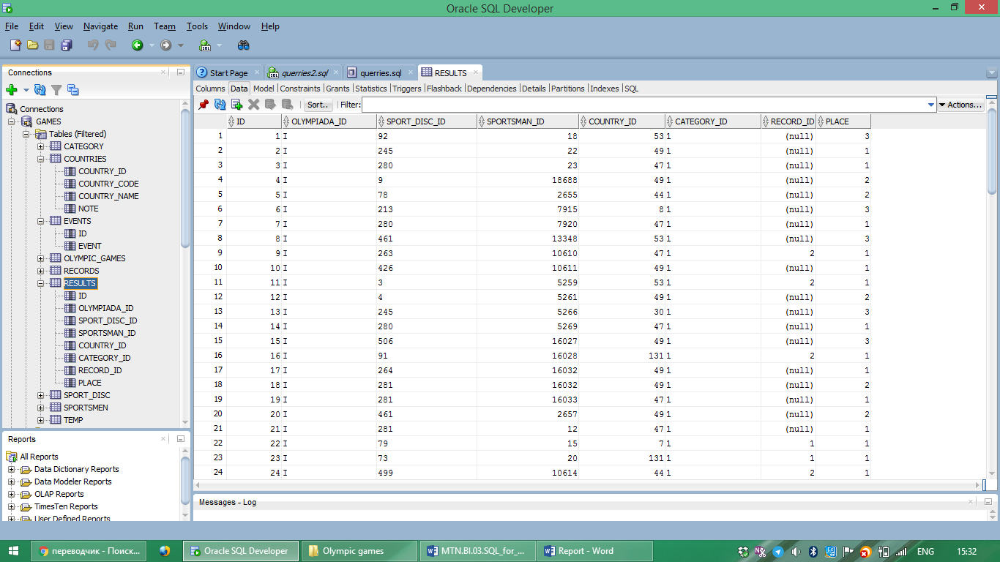 Oracle SQL Developer
File Edit View Navigate Run Team Tools Window Help
Connections
Connections
GAMES
Tables (Filtered)
CATEGORY
COUNTRIES
COUNTRY_ID
COUNTRY_CODE
COUNTRY_NAME
NOTE
EVENTS
ID
EVENT
OLYMPIC_GAMES
RECORDS
RESULTS
ID
OLYMPIADA_ID
SPORT_DISC_ID
SPORTSMAN_ID
COUNTRY_ID
CATEGORY_ID
RECORD_ID
PLACE
SPORT_DISC
SPORTSMEN
TEMP
Reports
All Reports
Data Dictionary Reports
Data Modeler Reports
OLAP Reports
TimesTen Reports
User Defined Reports
Start Page querries2.sql querries.sql RESULTS
Columns Data Model Constraints Grants Statistics Triggers Flashback Dependencies Details Partitions Indexes SQL
Sort.. Filter: Actions...
ID OLYMPIADA_ID SPORT_DISC_ID SPORTSMAN_ID COUNTRY_ID CATEGORY_ID RECORD_ID PLACE
1 1 I 92 18 53 1 (null) 3
2 2 I 245 22 49 1 (null) 1
3 3 I 280 23 47 1 (null) 1
4 4 I 9 18688 49 1 (null) 2
5 5 I 78 2655 44 1 (null) 2
6 6 I 213 7915 8 1 (null) 3
7 7 I 280 7920 47 1 (null) 1
8 8 I 461 13348 53 1 (null) 3
9 9 I 263 10610 47 1 2 1
10 10 I 426 10611 49 1 (null) 1
11 11 I 3 5259 53 1 2 1
12 12 I 4 5261 49 1 (null) 2
13 13 I 245 5266 30 1 (null) 3
14 14 I 280 5269 47 1 (null) 1
15 15 I 506 16027 49 1 (null) 3
16 16 I 91 16028 131 1 2 1
17 17 I 264 16032 49 1 (null) 1
18 18 I 281 16032 49 1 (null) 2
19 19 I 281 16033 47 1 (null) 1
20 20 I 461 2657 49 1 (null) 2
21 21 I 281 12 47 1 (null) 1
22 22 I 79 15 7 1 1 1
23 23 I 73 20 131 1 1 1
24 24 I 499 10614 44 1 2 1
Messages - Log
переводчик - Поиск... Oracle SQL Developer Olympic games MTN.BI.03.SQL_for_... Report - Word ENG 15:32